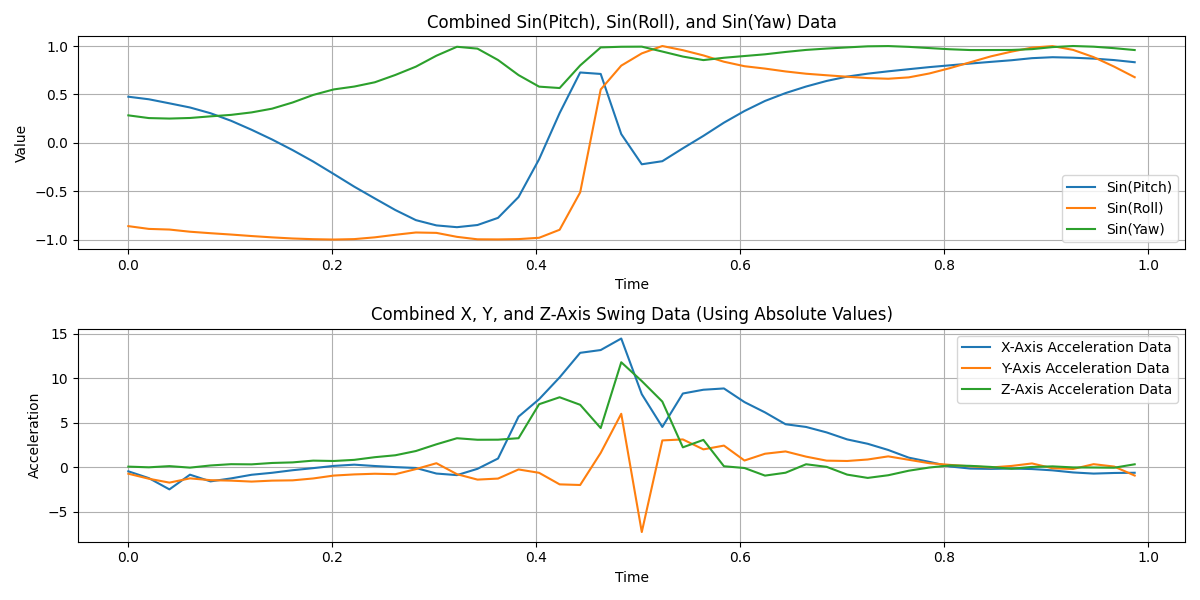 Combined Sin(Pitch), Sin(Roll), and Sin(Yaw) Data
1.0
0.5
0.0
−0.5
−1.0
Value
Sin(Pitch)
Sin(Roll)
Sin(Yaw)
0.0 0.2 0.4 0.6 0.8 1.0
Time
Combined X, Y, and Z-Axis Swing Data (Using Absolute Values)
15
10
5
0
−5
Acceleration
X-Axis Acceleration Data
Y-Axis Acceleration Data
Z-Axis Acceleration Data
0.0 0.2 0.4 0.6 0.8 1.0
Time